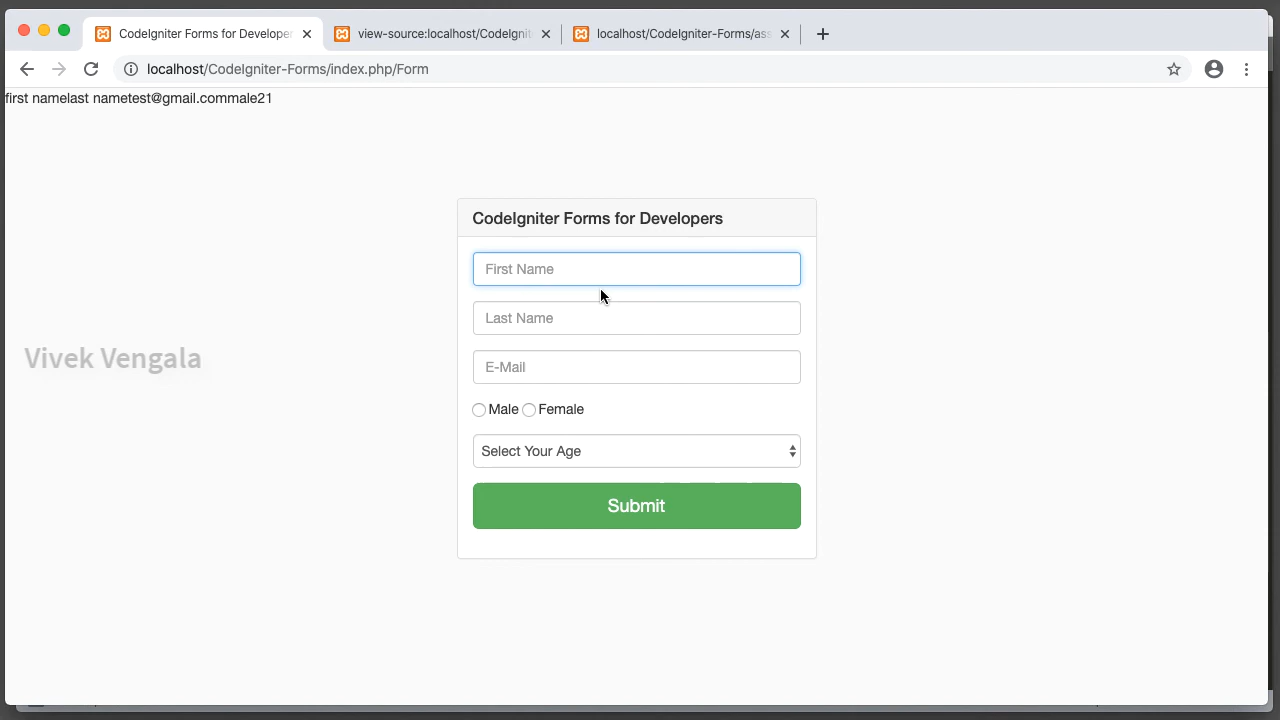 CodeIgniter Forms for Develope
view-source:localhost/CodeIgnit
localhost/CodeIgniter-Forms/ass
localhost/CodeIgniter-Forms/index.php/Form
first namelast nametest@gmail.commale21
CodeIgniter Forms for Developers
First Name
Last Name
Vivek Vengala
E-Mail
Male Female
Select Your Age
Submit